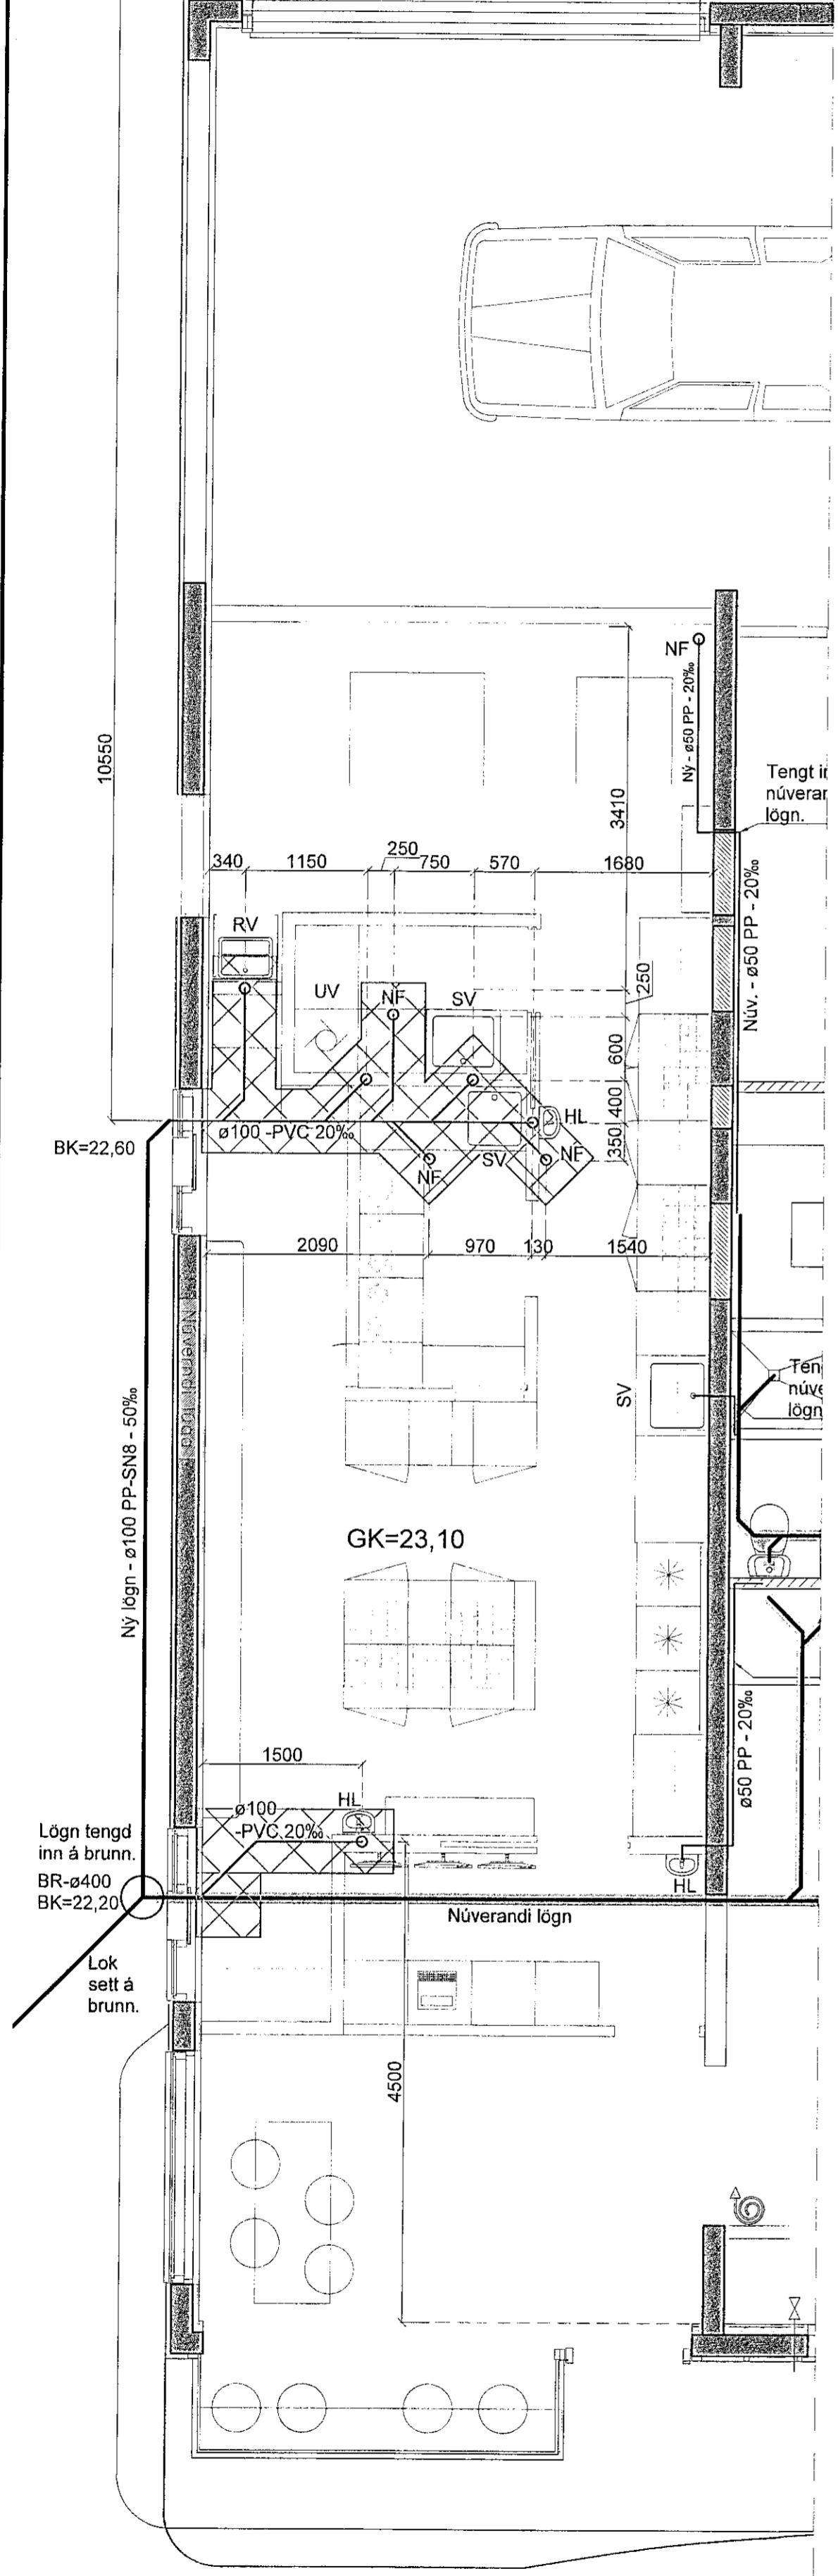 NF
Ný - ø50 PP - 20‰
10550
3410
Tengt
lögn.
340
1150
250
750
570
1680
RV
UV
NF
SV
250
Núv. - ø50 PP - 20‰
600
400
350
HL
ø100 -PVC 20‰
BK=22,60
SV
NF
NF
2090
970
130
1540
Núverandi
SV
lögn
Ný lögn - ø100 PP-SN8 - 50‰
GK=23,10
ø50 PP - 20‰
1500
HL
ø100
-PVC 20‰
Lögn tengd
inn á brunn.
BR-ø400
BK=22,20
HL
Núverandi lögn
Lok
sett á
brunn.
4500